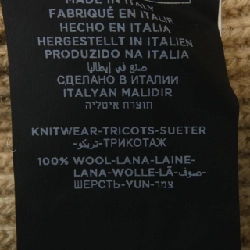 MADE IN ITALY
FABRIQUÉ EN ITALIE
HECHO EN ITALIA
HERGESTELLT IN ITALIEN
PRODUZIDO NA ITALIA
صنع في إيطاليا
СДЕЛАНО В ИТАЛИИ
ITALYAN MALIDIR
תוצרת איטליה
KNITWEAR-TRICOTS-SUETER
-تريكو-ТРИКОТАЖ
100% WOOL-LANA-LAINE-
LANA-WOLLE-LÃ-صوف-
ШЕРСТЬ-YUN-צמר